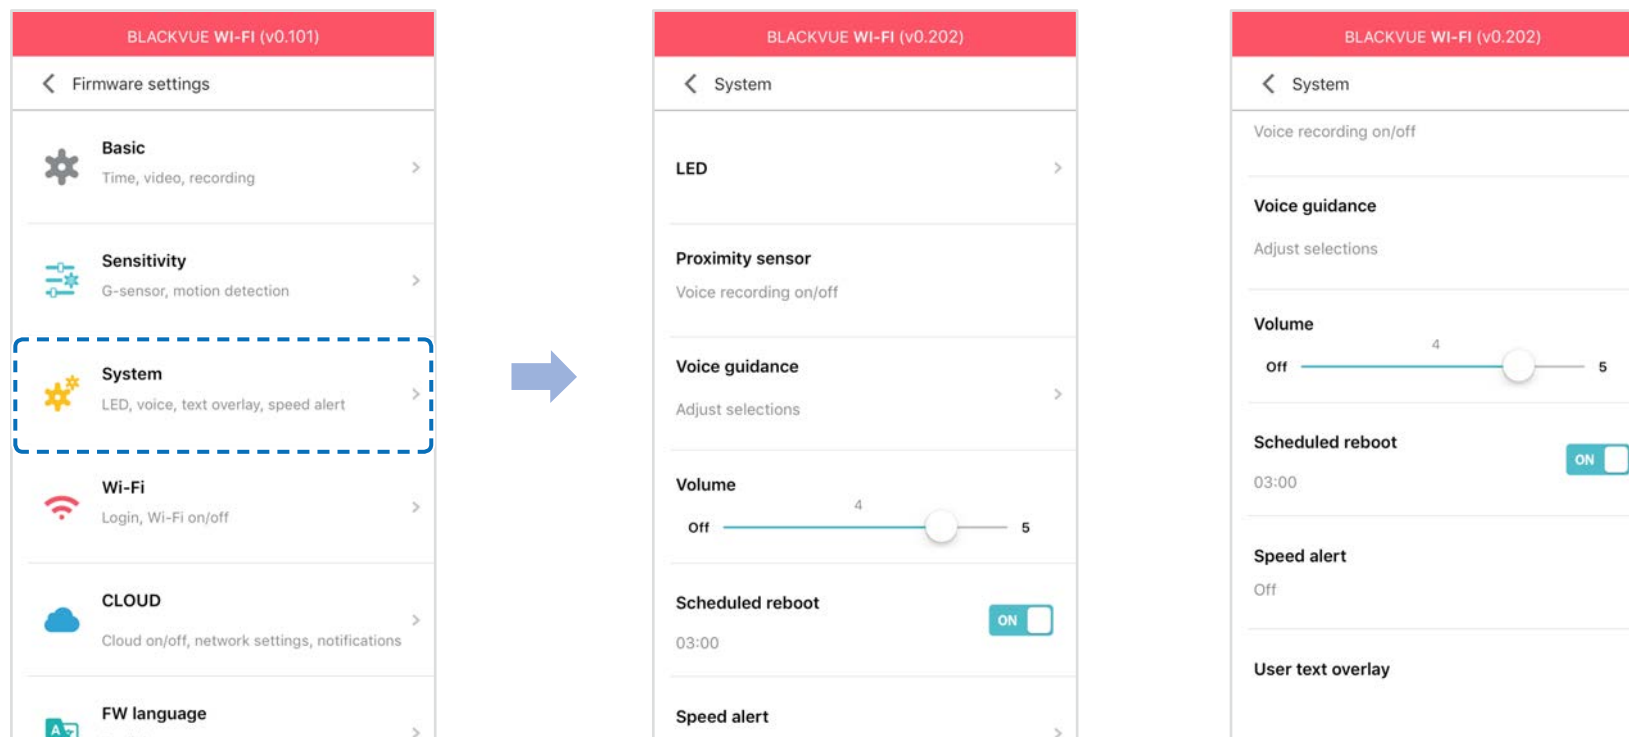 BLACKVUE WI-FI (v0.101)
Firmware settings
Basic
Time, video, recording
Sensitivity
G-sensor, motion detection
System
LED, voice, text overlay, speed alert
Wi-Fi
Login, Wi-Fi on/off
CLOUD
Cloud on/off, network settings, notifications
FW language
BLACKVUE WI-FI (v0.202)
System
LED
Proximity sensor
Voice recording on/off
Voice guidance
Adjust selections
Volume
4
Off 5
Scheduled reboot
ON
03:00
Speed alert
BLACKVUE WI-FI (v0.202)
System
Voice recording on/off
Voice guidance
Adjust selections
Volume
4
Off 5
Scheduled reboot
ON
03:00
Speed alert
Off
User text overlay